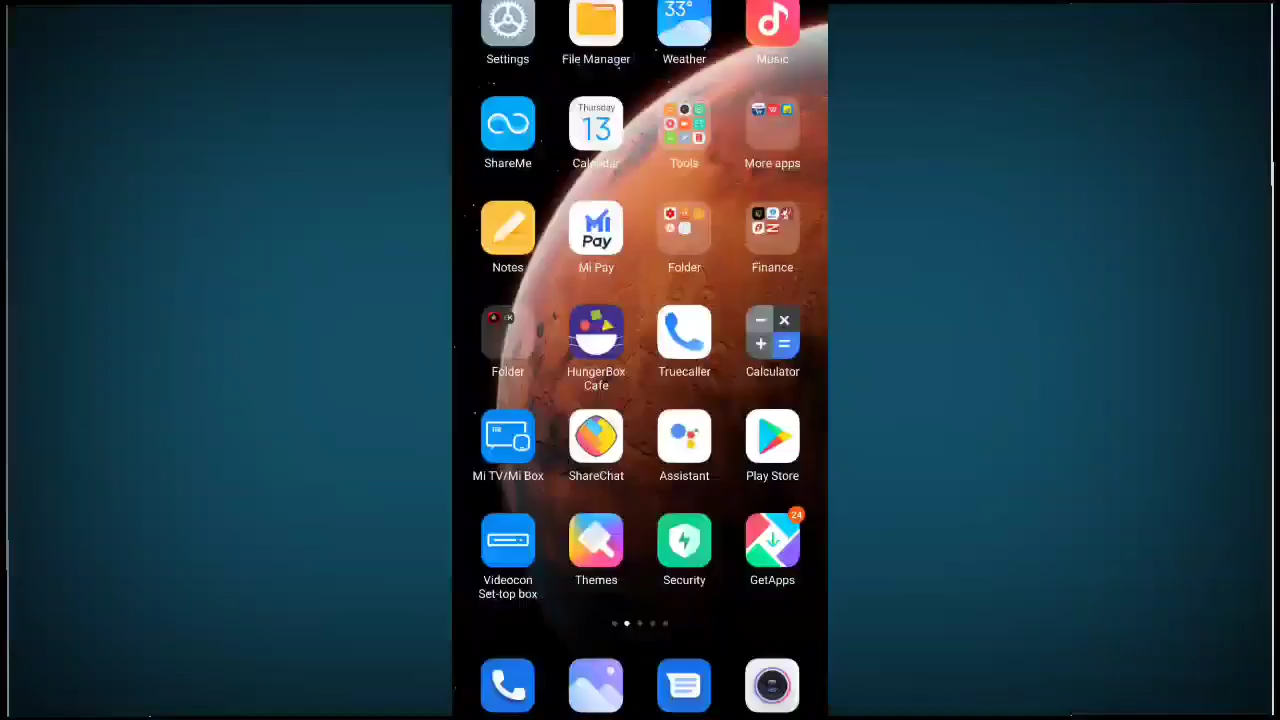 33°
Settings File Manager Weather Music
Thursday
13
ShareMe Calendar Tools More apps
Mi
Pay
Notes Mi Pay Folder Finance
Folder HungerBox Truecaller Calculator
Cafe
Mi TV/Mi Box ShareChat Assistant Play Store
24
Videocon Themes Security GetApps
Set-top box